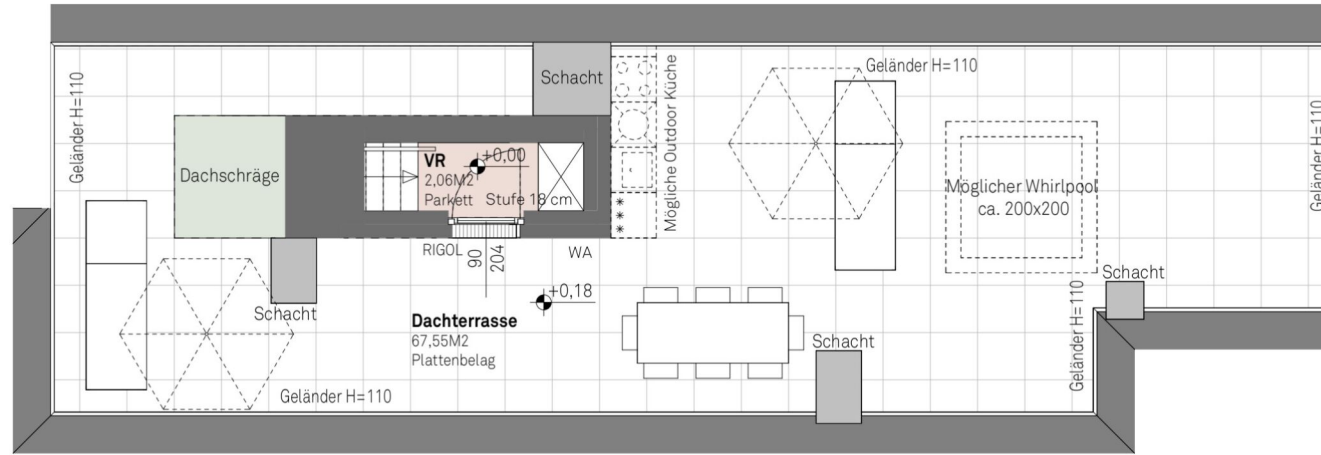 Geländer H=110
Dachschräge
Schacht
VR
2,06M2
Parkett
+0,00
Stufe 18 cm
Mögliche Outdoor Küche
Geländer H=110
Möglicher Whirlpool
ca. 200x200
Geländer H=110
RIGOL
90
204
WA
+0,18
Schacht
Dachterrasse
67,55M2
Plattenbelag
Schacht
Schacht
Geländer H=110
Geländer H=110